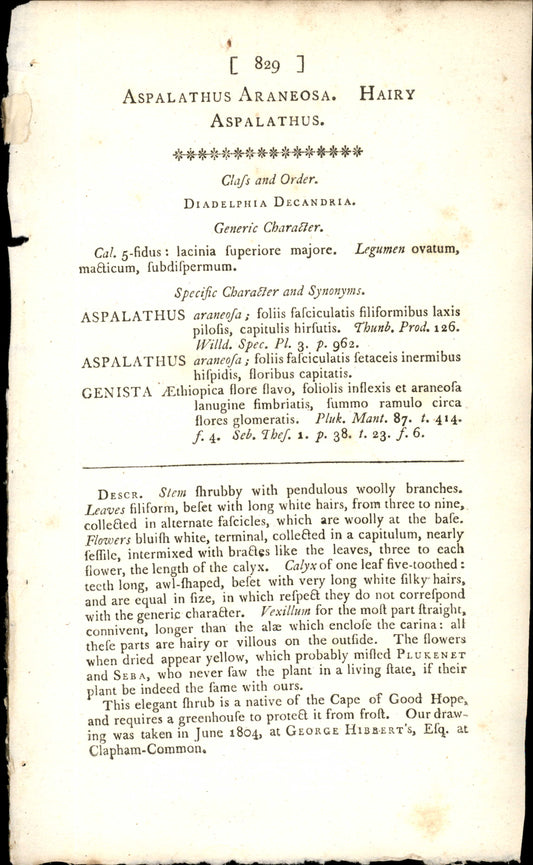 [ 829 ]
ASPALATHUS ARANEOSA. HAIRY
ASPALATHUS.
****************
Claſs and Order.
DIADELPHIA DECANDRIA.
Generic Character.
Cal. 5-fidus: lacinia ſuperiore majore. Legumen ovatum,
macticum, ſubdiſpermum.
Specific Character and Synonyms.
ASPALATHUS araneoſa; foliis faſciculatis filiformibus laxis
piloſis, capitulis hirſutis. Thunb. Prod. 126.
Willd. Spec. Pl. 3. p. 962.
ASPALATHUS araneoſa; foliis faſciculatis ſetaceis inermibus
hiſpidis, floribus capitatis.
GENISTA Æthiopica flore flavo, foliolis inflexis et araneoſa
lanugine fimbriatis, ſummo ramulo circa
flores glomeratis. Pluk. Mant. 87. t. 414.
f. 4. Seb. Theſ. 1. p. 38. t. 23. f. 6.
DESCR. Stem ſhrubby with pendulous woolly branches.
Leaves filiform, beſet with long white hairs, from three to nine,
collected in alternate faſcicles, which are woolly at the baſe.
Flowers bluiſh white, terminal, collected in a capitulum, nearly
ſeſſile, intermixed with bractes like the leaves, three to each
flower, the length of the calyx. Calyx of one leaf five-toothed:
teeth long, awl-ſhaped, beſet with very long white ſilky hairs,
and are equal in ſize, in which reſpect they do not correſpond
with the generic character. Vexillum for the moſt part ſtraight,
connivent, longer than the alæ which encloſe the carina: all
theſe parts are hairy or villous on the outſide. The flowers
when dried appear yellow, which probably miſled PLUKENET
and SEBA, who never ſaw the plant in a living ſtate, if their
plant be indeed the ſame with ours.
This elegant ſhrub is a native of the Cape of Good Hope,
and requires a greenhouſe to protect it from froſt. Our draw-
ing was taken in June 1804, at GEORGE HIBBERT's, Eſq. at
Clapham-Common.